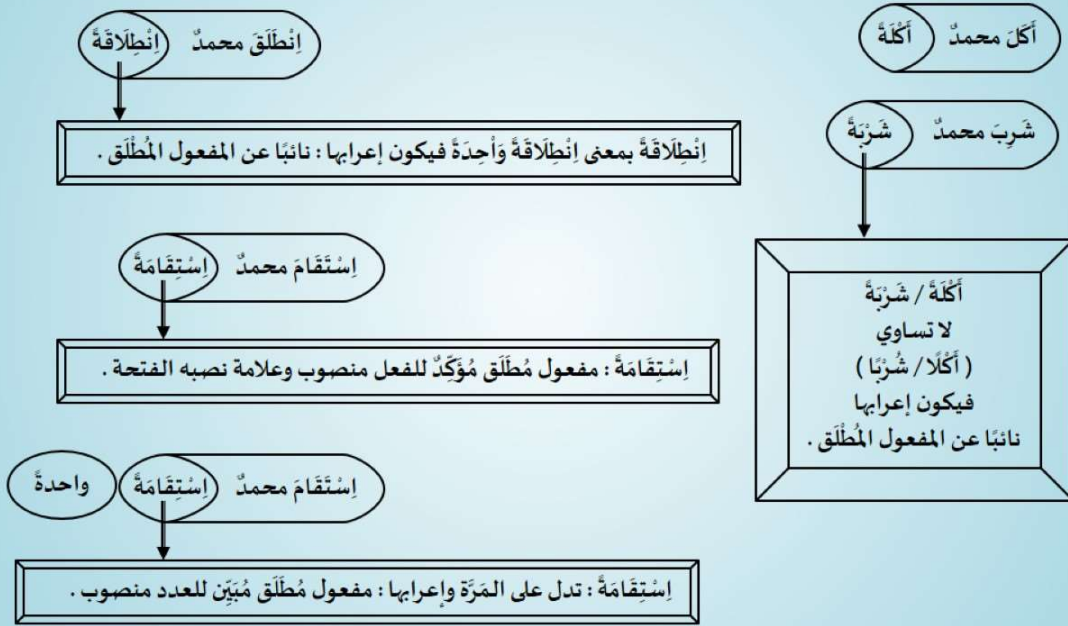 أَكَلَ محمدٌ أَكْلَةً
شَرِبَ محمدٌ شَرْبَةً
أَكْلَةً / شَرْبَةً
لا تساوي
( أَكْلًا / شُرْبًا )
فيكون إعرابها
نائبًا عن المفعول المُطْلَق .
اِنْطَلَقَ محمدٌ اِنْطِلَاقَةً
اِنْطِلَاقَةً بمعنى اِنْطِلَاقَةً وَاْحِدَةً فيكون إعرابها : نائبًا عن المفعول المُطْلَق .
اِسْتَقَامَ محمدٌ اِسْتِقَامَةً
اِسْتِقَامَةً : مفعول مُطْلَق مُؤَكِّدٌ للفعل منصوب وعلامة نصبه الفتحة .
اِسْتَقَامَ محمدٌ اِسْتِقَامَةً واحدةً
اِسْتِقَامَةً : تدل على المَرَّة وإعرابها : مفعول مُطْلَق مُبَيِّن للعدد منصوب .